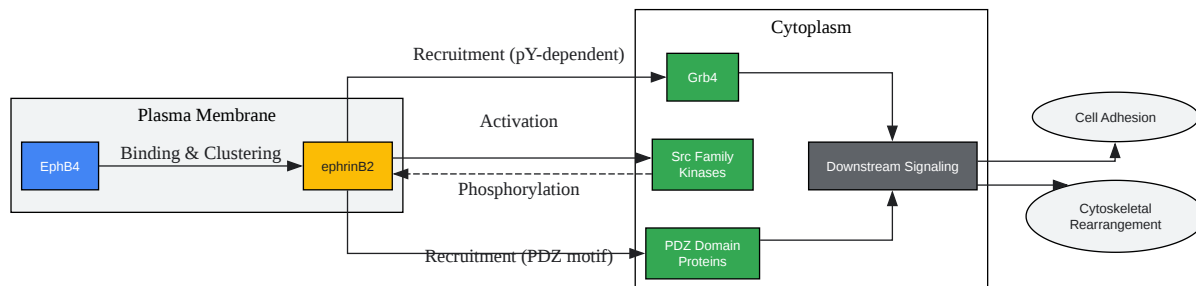 Cytoplasm
Recruitment (pY-dependent)
Grb4
Plasma Membrane
Activation
Cell Adhesion
EphB4
Binding & Clustering
ephrinB2
Src Family
Kinases
Downstream Signaling
Phosphorylation
Cytoskeletal
Rearrangement
Recruitment (PDZ motif)
PDZ Domain
Proteins